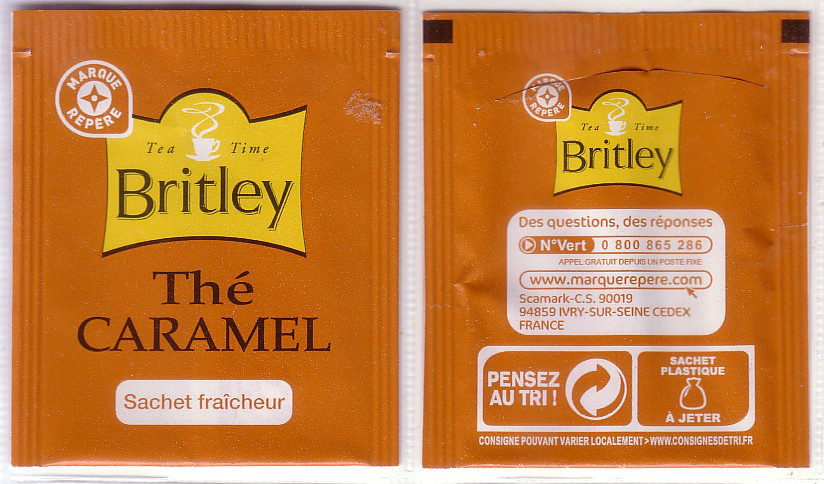 MARQUE
REPÈRE
Tea Time
Britley
Thé
CARAMEL
Sachet fraîcheur
MARQUE
REPÈRE
Tea Time
Britley
Des questions, des réponses
N°Vert 0 800 865 286
APPEL GRATUIT DEPUIS UN POSTE FIXE
www.marquerepere.com
Scamark-C.S. 90019
94859 IVRY-SUR-SEINE CEDEX
FRANCE
PENSEZ
AU TRI !
SACHET
PLASTIQUE
À JETER
CONSIGNE POUVANT VARIER LOCALEMENT > WWW.CONSIGNESDETRI.FR